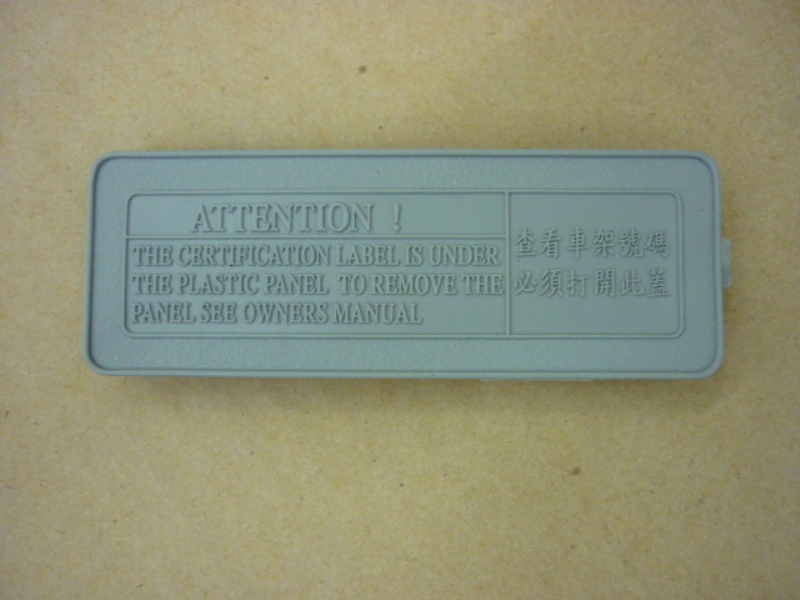 ATTENTION !
THE CERTIFICATION LABEL IS UNDER
THE PLASTIC PANEL TO REMOVE THE
PANEL SEE OWNERS MANUAL
查看車架號碼
必須打開此蓋